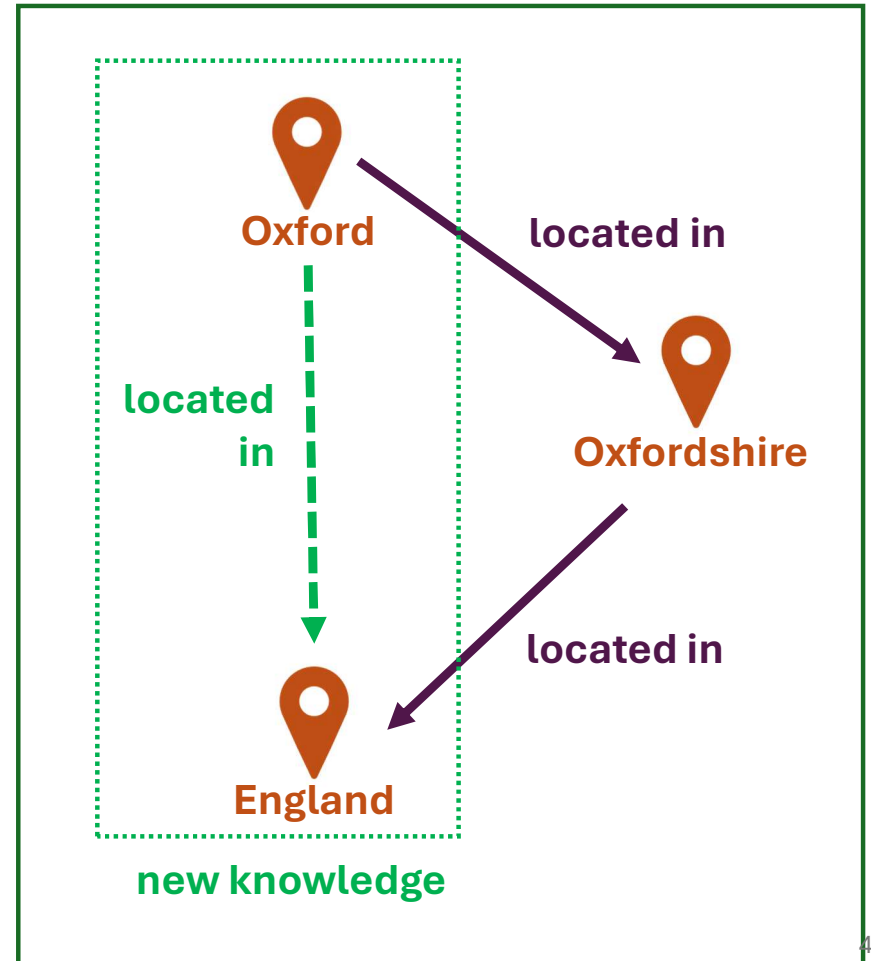 Oxford
located in
located
in
Oxfordshire
located in
England
new knowledge
4